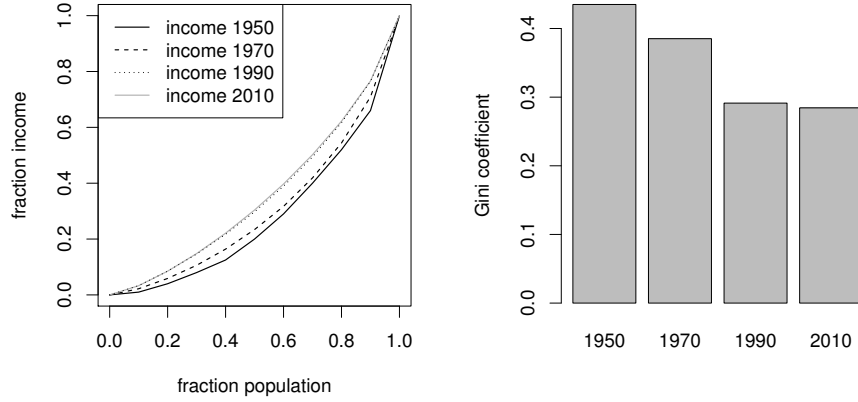 income 1950
income 1970
income 1990
income 2010
fraction income
0.0 0.2 0.4 0.6 0.8 1.0
0.0 0.2 0.4 0.6 0.8 1.0
fraction population
Gini coefficient
0.0 0.1 0.2 0.3 0.4
1950 1970 1990 2010